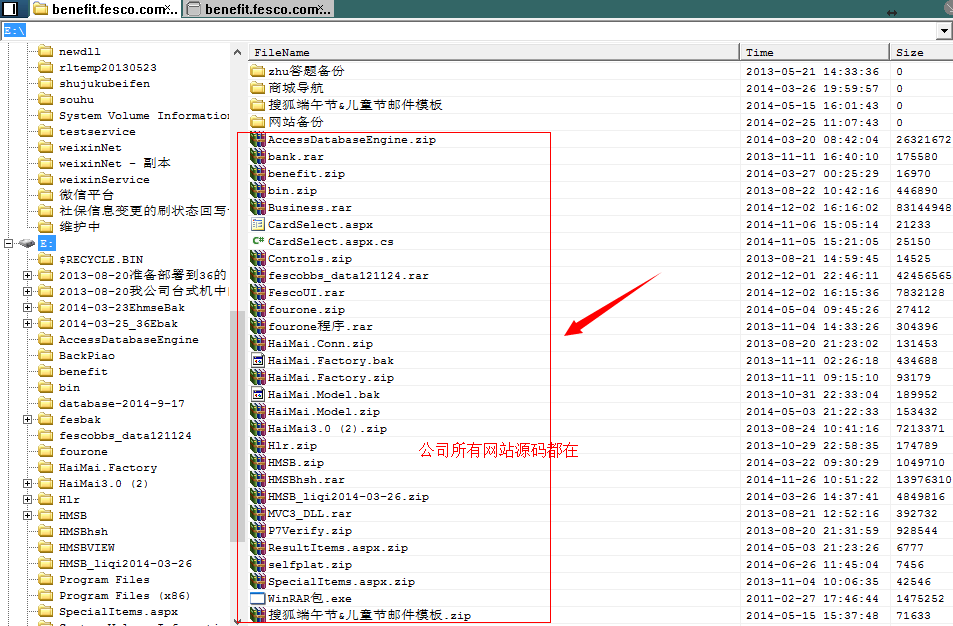 benefit.fesco.com×.. benefit.fesco.com×..
E:\
newdll
rltemp20130523
shujukubeifen
souhu
System Volume Information
testservice
weixinNet
weixinNet - 副本
weixinService
微信平台
社保信息变更的刷状态回写
维护中
E:
$RECYCLE.BIN
2013-08-20准备部署到36的
2013-08-20我公司台式机中
2014-03-23EhmseBak
2014-03-25_36Ebak
AccessDatabaseEngine
BackPiao
benefit
bin
database-2014-9-17
fesbak
fescobbs_data121124
fourone
HaiMai.Factory
HaiMai3.0 (2)
Hlr
HMSB
HMSBhsh
HMSBVIEW
HMSB_liqi2014-03-26
Program Files
Program Files (x86)
SpecialItems.aspx
System Volume Informati
FileName Time Size
zhu答题备份 2013-05-21 14:33:36 0
商城导航 2014-03-26 19:59:57 0
搜狐端午节&儿童节邮件模板 2014-05-15 16:01:43 0
网站备份 2014-02-25 11:07:43 0
AccessDatabaseEngine.zip 2014-03-20 08:42:04 26321672
bank.rar 2013-11-11 16:40:10 175580
benefit.zip 2014-03-27 00:25:29 16970
bin.zip 2013-08-22 10:42:16 446890
Business.rar 2014-12-02 16:16:02 83144948
CardSelect.aspx 2014-11-06 15:05:14 21233
CardSelect.aspx.cs 2014-11-05 15:21:05 25150
Controls.zip 2013-08-21 14:59:45 14525
fescobbs_data121124.rar 2012-12-01 22:46:11 42456565
FescoUI.rar 2014-12-02 16:15:36 7832128
fourone.zip 2014-05-04 09:45:26 27412
fourone程序.rar 2013-11-04 14:33:26 304396
HaiMai.Conn.zip 2013-08-20 21:23:02 131453
HaiMai.Factory.bak 2013-11-11 02:26:18 434688
HaiMai.Factory.zip 2013-11-11 09:15:10 93179
HaiMai.Model.bak 2013-10-31 22:33:04 189952
HaiMai.Model.zip 2014-05-03 21:22:33 153432
HaiMai3.0 (2).zip 2013-08-24 10:41:16 7213371
Hlr.zip 2013-10-29 22:58:35 174789
公司所有网站源码都在
HMSB.zip 2014-03-22 09:30:29 1049710
HMSBhsh.rar 2014-11-26 10:51:22 13976310
HMSB_liqi2014-03-26.zip 2014-03-26 14:37:41 4849816
MVC3_DLL.rar 2013-08-21 12:52:16 392732
P7Verify.zip 2013-08-20 21:31:59 928544
ResultItems.aspx.zip 2014-05-03 21:23:26 6777
selfplat.zip 2014-06-26 11:45:04 7456
SpecialItems.aspx.zip 2013-11-04 10:06:35 42546
WinRAR包.exe 2011-02-27 17:46:44 1475252
搜狐端午节&儿童节邮件模板.zip 2014-05-15 15:37:48 71633